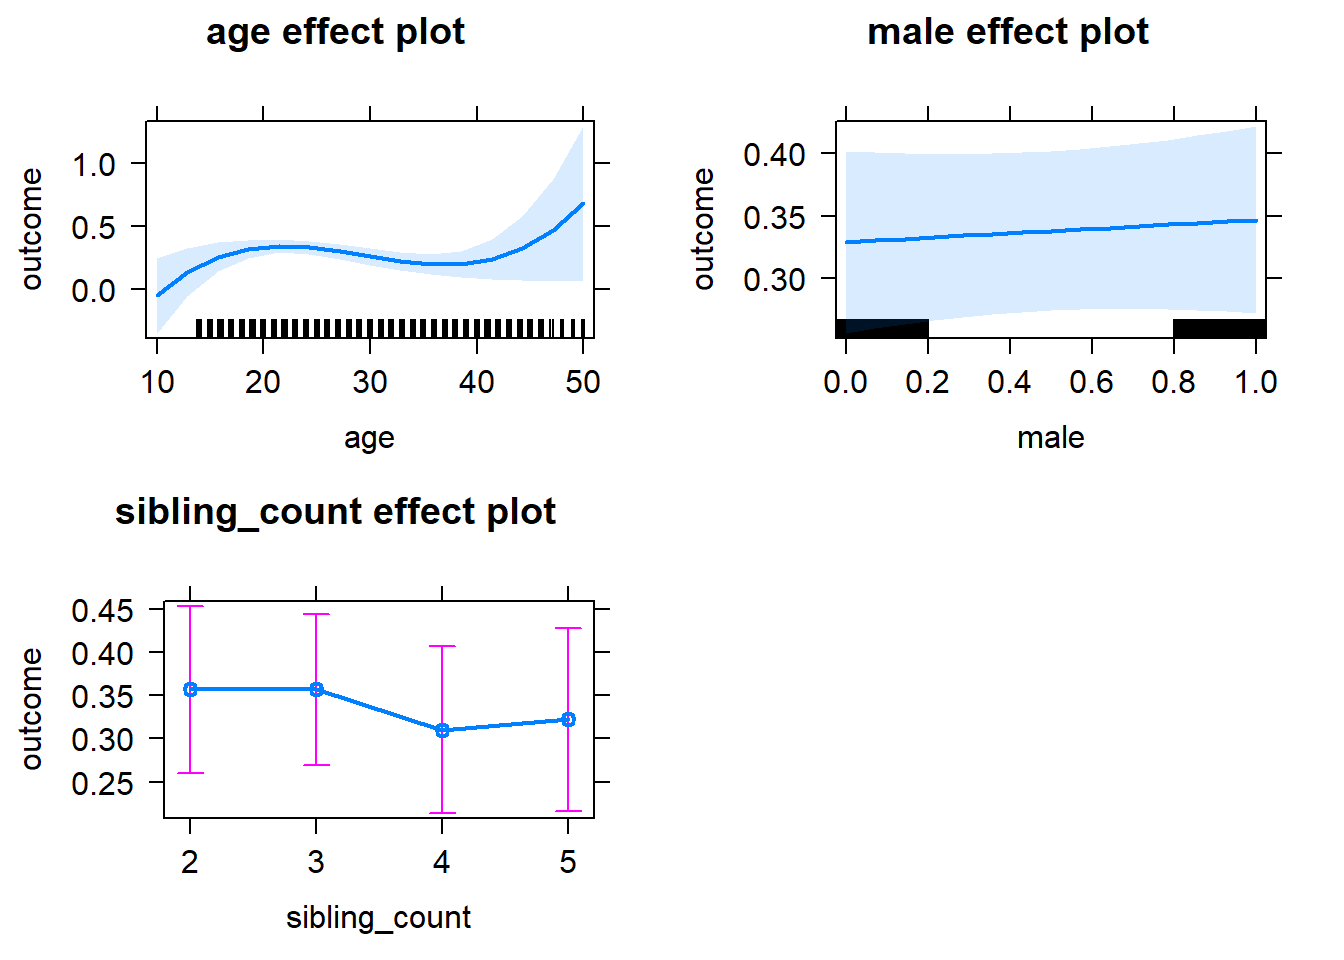 age effect plot
outcome
1.0
0.5
0.0
10 20 30 40 50
age
male effect plot
outcome
0.40
0.35
0.30
0.0 0.2 0.4 0.6 0.8 1.0
male
sibling_count effect plot
outcome
0.45
0.40
0.35
0.30
0.25
2 3 4 5
sibling_count